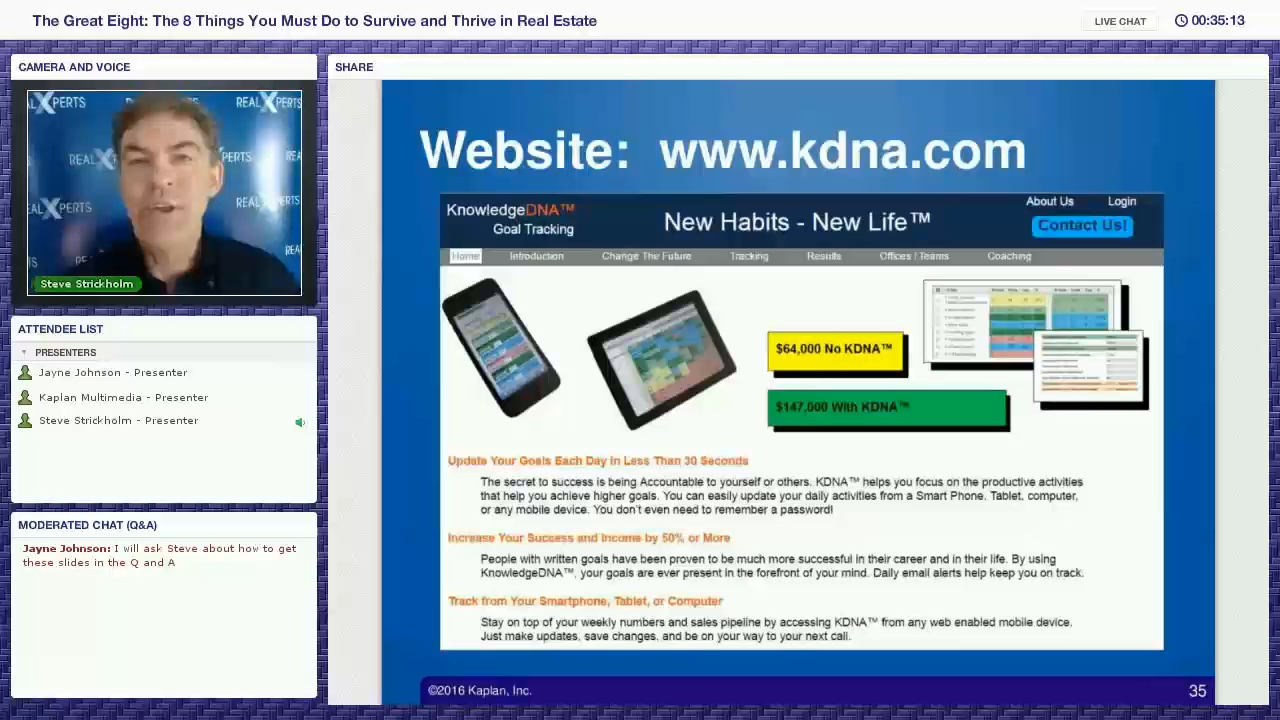 The Great Eight: The 8 Things You Must Do to Survive and Thrive in Real Estate
LIVE CHAT
00:35:13
CAMERA AND VOICE
REAL XPERTS
Steve Strickholm
ATTENDEE LIST
PRESENTERS
Jayne Johnson - Presenter
Kaplan Multimedia - Presenter
Steve Strickholm - Presenter
MODERATED CHAT (Q&A)
Jayne Johnson: I will ask Steve about how to get
these slides in the Q and A
SHARE
Website: www.kdna.com
KnowledgeDNA™
Goal Tracking
New Habits - New Life™
About Us Login
Contact Us!
Home Introduction Change The Future Tracking Results Offices / Teams Coaching
$64,000 No KDNA™
$147,000 With KDNA™
Update Your Goals Each Day in Less Than 30 Seconds
The secret to success is being Accountable to yourself or others. KDNA™ helps you focus on the productive activities
that help you achieve higher goals. You can easily update your daily activities from a Smart Phone, Tablet, computer,
or any mobile device. You don't even need to remember a password!
Increase Your Success and Income by 50% or More
People with written goals have been proven to be much more successful in their career and in their life. By using
KnowledgeDNA™, your goals are ever present in the forefront of your mind. Daily email alerts help keep you on track.
Track from Your Smartphone, Tablet, or Computer
Stay on top of your weekly numbers and sales pipeline by accessing KDNA™ from any web enabled mobile device.
Just make updates, save changes, and be on your way to your next call.
©2016 Kaplan, Inc.
35